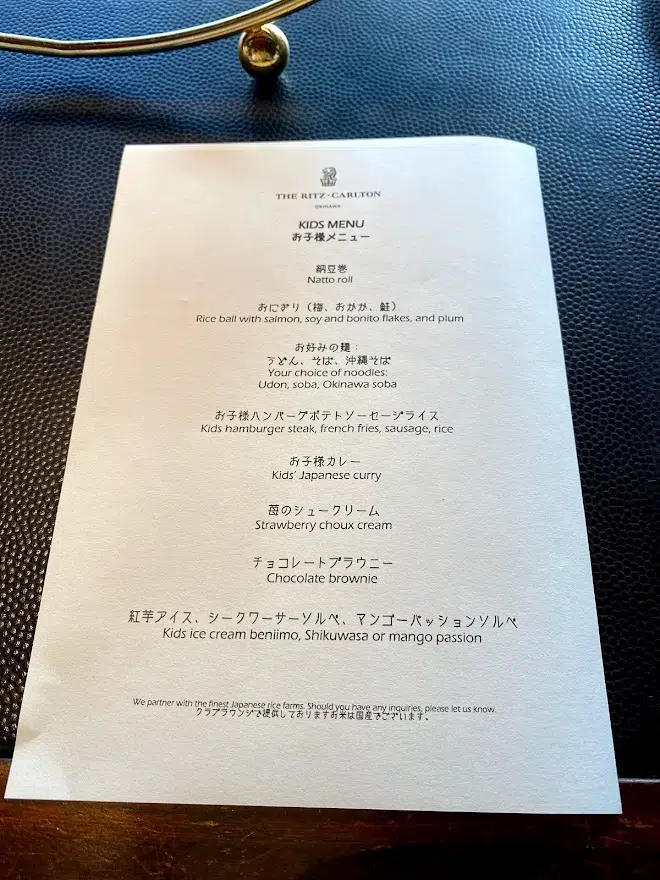 THE RITZ-CARLTON
OKINAWA
KIDS MENU
お子様メニュー
納豆巻
Natto roll
おにぎり（梅、おかか、鮭）
Rice ball with salmon, soy and bonito flakes, and plum
お好みの麺：
うどん、そば、沖縄そば
Your choice of noodles:
Udon, soba, Okinawa soba
お子様ハンバーグポテトソーセージライス
Kids hamburger steak, french fries, sausage, rice
お子様カレー
Kids' Japanese curry
苺のシュークリーム
Strawberry choux cream
チョコレートブラウニー
Chocolate brownie
紅芋アイス、シークワーサーソルベ、マンゴーパッションソルベ
Kids ice cream beniimo, Shikuwasa or mango passion
We partner with the finest Japanese rice farms. Should you have any inquiries, please let us know.
クラブラウンジで提供しておりますお米は国産でございます。